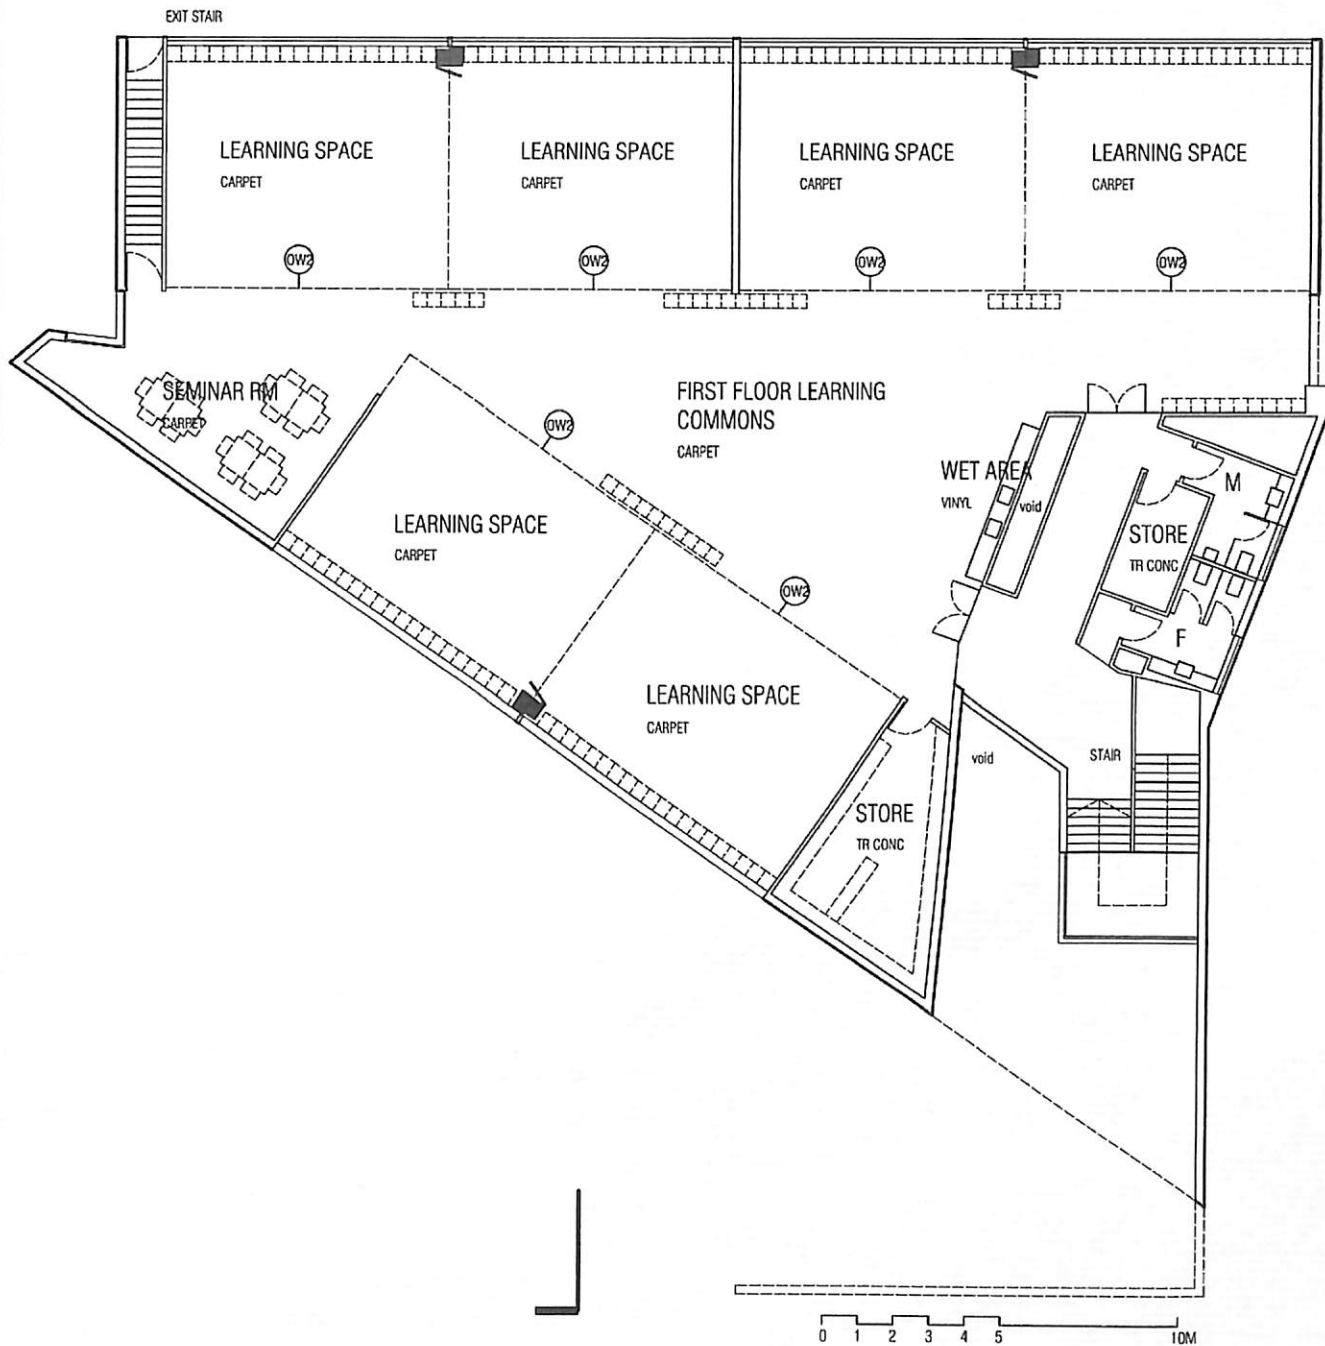 EXIT STAIR
LEARNING SPACE
CARPET
LEARNING SPACE
CARPET
LEARNING SPACE
CARPET
LEARNING SPACE
CARPET
OW2
OW2
OW2
OW2
SEMINAR RM
CARPET
FIRST FLOOR LEARNING
COMMONS
CARPET
OW2
WET AREA
VINYL
void
M
STORE
TR CONC
LEARNING SPACE
CARPET
OW2
F
LEARNING SPACE
CARPET
void
STAIR
STORE
TR CONC
0 1 2 3 4 5 10M